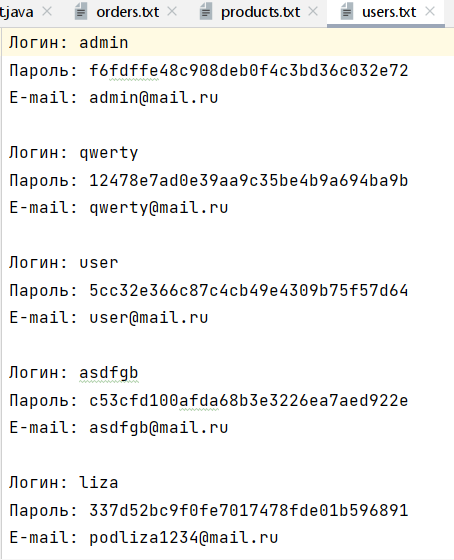 t.java orders.txt products.txt users.txt
Логин: admin
Пароль: f6fdffe48c908deb0f4c3bd36c032e72
E-mail: admin@mail.ru
Логин: qwerty
Пароль: 12478e7ad0e39aa9c35be4b9a694ba9b
E-mail: qwerty@mail.ru
Логин: user
Пароль: 5cc32e366c87c4cb49e4309b75f57d64
E-mail: user@mail.ru
Логин: asdfgb
Пароль: c53cfd100afda68b3e3226ea7aed922e
E-mail: asdfgb@mail.ru
Логин: liza
Пароль: 337d52bc9f0fe7017478fde01b596891
E-mail: podliza1234@mail.ru